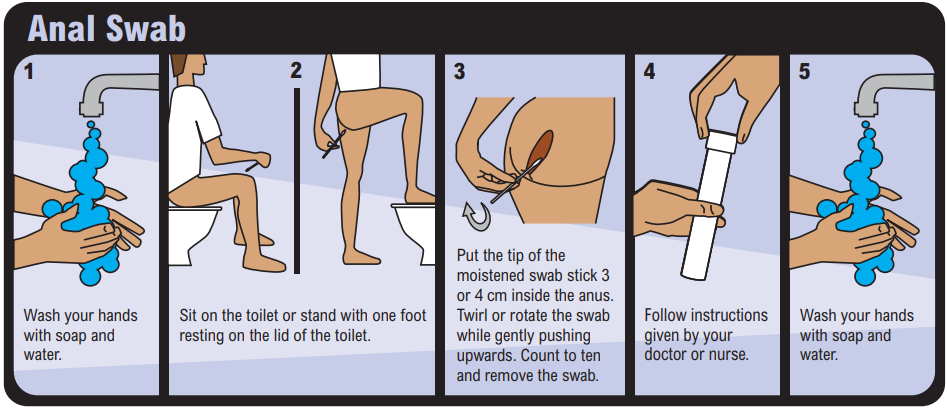 Anal Swab
1
Wash your hands
with soap and
water.
2
Sit on the toilet or stand with one foot
resting on the lid of the toilet.
3
Put the tip of the
moistened swab stick 3
or 4 cm inside the anus.
Twirl or rotate the swab
while gently pushing
upwards. Count to ten
and remove the swab.
4
Follow instructions
given by your
doctor or nurse.
5
Wash your hands
with soap and
water.